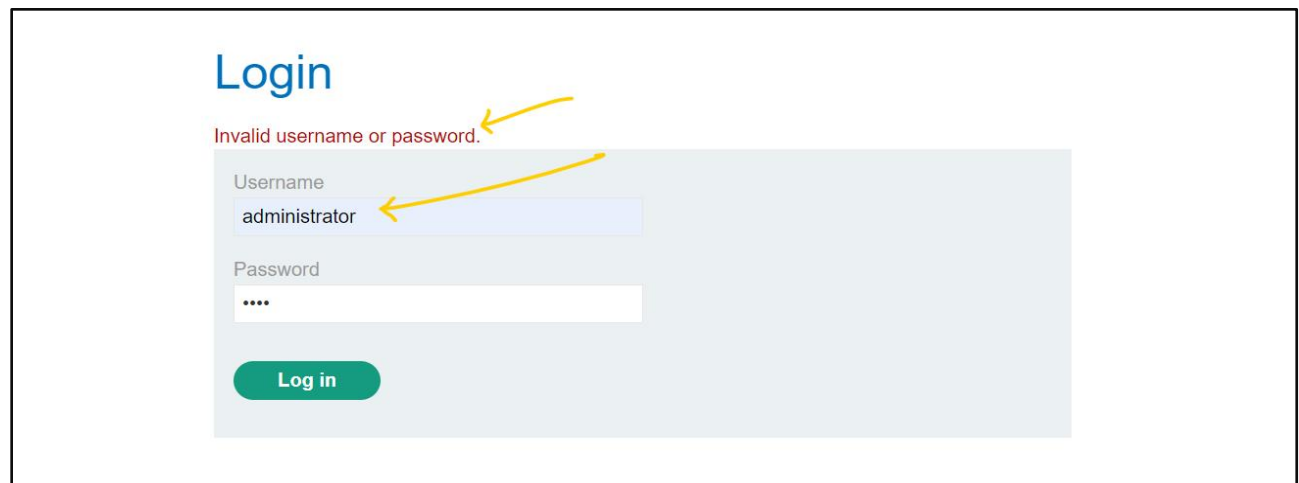 Login
Invalid username or password.
Username
administrator
Password
••••
Log in